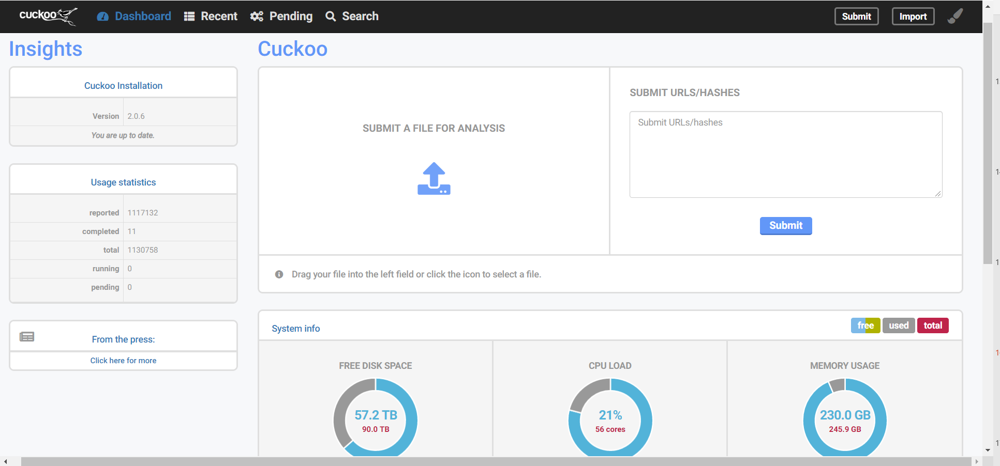 cuckoo
Dashboard Recent Pending Search Submit Import
Insights
Cuckoo Installation
Version 2.0.6
You are up to date.
Usage statistics
reported 1117132
completed 11
total 1130758
running 0
pending 0
From the press:
Click here for more
Cuckoo
SUBMIT A FILE FOR ANALYSIS
SUBMIT URLS/HASHES
Submit URLs/hashes
Submit
Drag your file into the left field or click the icon to select a file.
System info
free used total
FREE DISK SPACE
57.2 TB
90.0 TB
CPU LOAD
21%
56 cores
MEMORY USAGE
230.0 GB
245.9 GB